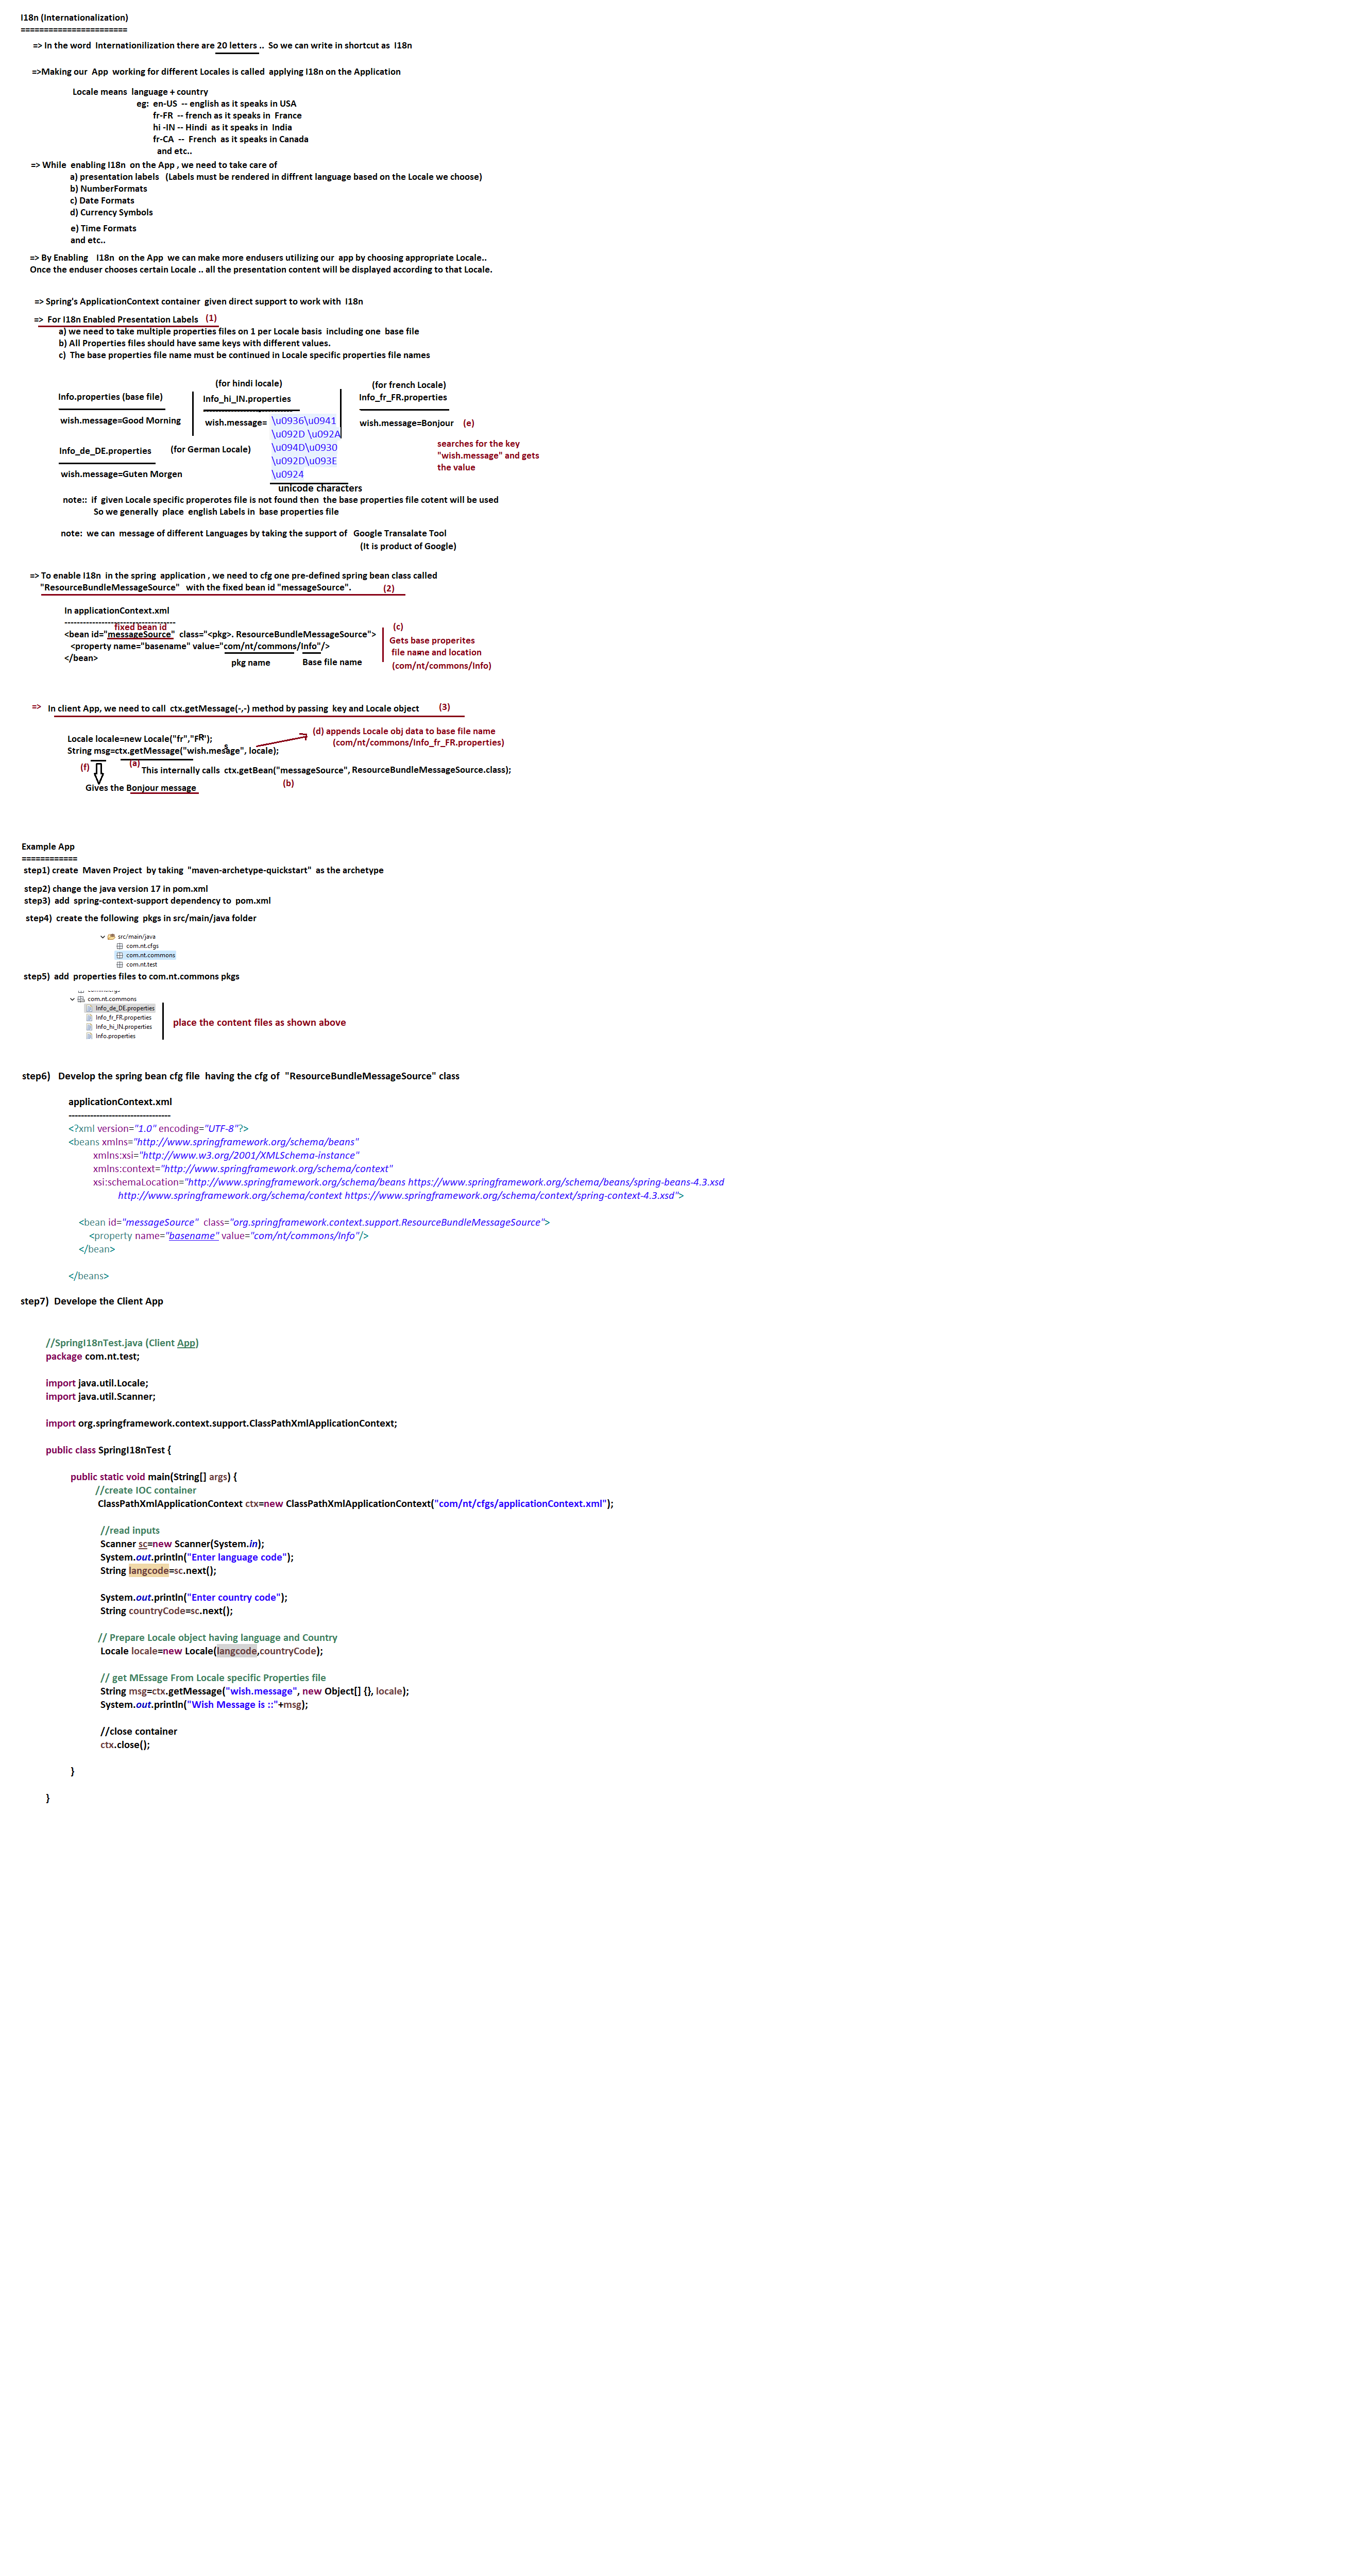 I18n (Internationalization)
=======================
=> In the word Internationilization there are 20 letters .. So we can write in shortcut as I18n
=>Making our App working for different Locales is called applying I18n on the Application
Locale means language + country
eg: en-US -- english as it speaks in USA
fr-FR -- french as it speaks in France
hi -IN -- Hindi as it speaks in India
fr-CA -- French as it speaks in Canada
and etc..
=> While enabling I18n on the App , we need to take care of
a) presentation labels (Labels must be rendered in diffrent language based on the Locale we choose)
b) NumberFormats
c) Date Formats
d) Currency Symbols
e) Time Formats
and etc..
=> By Enabling I18n on the App we can make more endusers utilizing our app by choosing appropriate Locale..
Once the enduser chooses certain Locale .. all the presentation content will be displayed according to that Locale.
=> Spring's ApplicationContext container given direct support to work with I18n
=> For I18n Enabled Presentation Labels (1)
a) we need to take multiple properties files on 1 per Locale basis including one base file
b) All Properties files should have same keys with different values.
c) The base properties file name must be continued in Locale specific properties file names
(for hindi locale)
(for french Locale)
Info.properties (base file)
Info_hi_IN.properties
Info_fr_FR.properties
wish.message=Good Morning
wish.message=
\u0936\u0941
\u092D \u092A
\u094D\u0930
\u092D\u093E
\u0924
unicode characters
wish.message=Bonjour (e)
searches for the key
"wish.message" and gets
the value
Info_de_DE.properties (for German Locale)
wish.message=Guten Morgen
note:: if given Locale specific properotes file is not found then the base properties file cotent will be used
So we generally place english Labels in base properties file
note: we can message of different Languages by taking the support of Google Transalate Tool
(It is product of Google)
=> To enable I18n in the spring application , we need to cfg one pre-defined spring bean class called
"ResourceBundleMessageSource" with the fixed bean id "messageSource". (2)
In applicationContext.xml
----------------------------------
fixed bean id
<bean id="messageSource" class="<pkg>. ResourceBundleMessageSource">
<property name="basename" value="com/nt/commons/Info"/>
</bean>
pkg name
Base file name
(c)
Gets base properites
file name and location
(com/nt/commons/Info)
=> In client App, we need to call ctx.getMessage(-,-) method by passing key and Locale object (3)
Locale locale=new Locale("fr","FR");
String msg=ctx.getMessage("wish.mesage", locale);
s
(d) appends Locale obj data to base file name
(com/nt/commons/Info_fr_FR.properties)
(f)
(a)
This internally calls ctx.getBean("messageSource", ResourceBundleMessageSource.class);
(b)
Gives the Bonjour message
Example App
============
step1) create Maven Project by taking "maven-archetype-quickstart" as the archetype
step2) change the java version 17 in pom.xml
step3) add spring-context-support dependency to pom.xml
step4) create the following pkgs in src/main/java folder
src/main/java
com.nt.cfgs
com.nt.commons
com.nt.test
step5) add properties files to com.nt.commons pkgs
com.nt.commons
Info_de_DE.properties
Info_fr_FR.properties
Info_hi_IN.properties
Info.properties
place the content files as shown above
step6) Develop the spring bean cfg file having the cfg of "ResourceBundleMessageSource" class
applicationContext.xml
---------------------------------
<?xml version="1.0" encoding="UTF-8"?>
<beans xmlns="http://www.springframework.org/schema/beans"
xmlns:xsi="http://www.w3.org/2001/XMLSchema-instance"
xmlns:context="http://www.springframework.org/schema/context"
xsi:schemaLocation="http://www.springframework.org/schema/beans https://www.springframework.org/schema/beans/spring-beans-4.3.xsd
http://www.springframework.org/schema/context https://www.springframework.org/schema/context/spring-context-4.3.xsd">
<bean id="messageSource" class="org.springframework.context.support.ResourceBundleMessageSource">
<property name="basename" value="com/nt/commons/Info"/>
</bean>
</beans>
step7) Develope the Client App
//SpringI18nTest.java (Client App)
package com.nt.test;
import java.util.Locale;
import java.util.Scanner;
import org.springframework.context.support.ClassPathXmlApplicationContext;
public class SpringI18nTest {
public static void main(String[] args) {
//create IOC container
ClassPathXmlApplicationContext ctx=new ClassPathXmlApplicationContext("com/nt/cfgs/applicationContext.xml");
//read inputs
Scanner sc=new Scanner(System.in);
System.out.println("Enter language code");
String langcode=sc.next();
System.out.println("Enter country code");
String countryCode=sc.next();
// Prepare Locale object having language and Country
Locale locale=new Locale(langcode,countryCode);
// get MEssage From Locale specific Properties file
String msg=ctx.getMessage("wish.message", new Object[] {}, locale);
System.out.println("Wish Message is ::"+msg);
//close container
ctx.close();
}
}